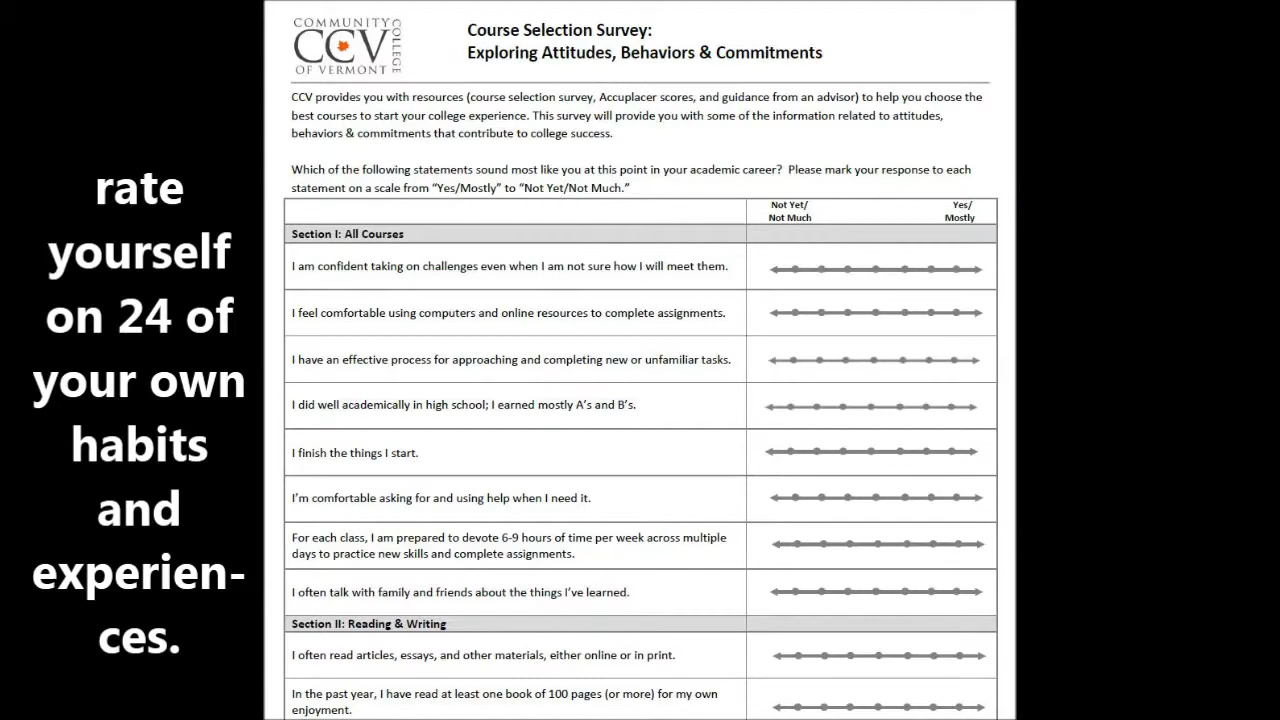 rate
yourself
on 24 of
your own
habits
and
experien-
ces.
COMMUNITY
CCV
OF VERMONT
COLLEGE
Course Selection Survey:
Exploring Attitudes, Behaviors & Commitments
CCV provides you with resources (course selection survey, Accuplacer scores, and guidance from an advisor) to help you choose the
best courses to start your college experience. This survey will provide you with some of the information related to attitudes,
behaviors & commitments that contribute to college success.
Which of the following statements sound most like you at this point in your academic career?  Please mark your response to each
statement on a scale from “Yes/Mostly” to “Not Yet/Not Much.”
Not Yet/
Not Much
Yes/
Mostly
Section I: All Courses
I am confident taking on challenges even when I am not sure how I will meet them.
I feel comfortable using computers and online resources to complete assignments.
I have an effective process for approaching and completing new or unfamiliar tasks.
I did well academically in high school; I earned mostly A’s and B’s.
I finish the things I start.
I’m comfortable asking for and using help when I need it.
For each class, I am prepared to devote 6-9 hours of time per week across multiple
days to practice new skills and complete assignments.
I often talk with family and friends about the things I’ve learned.
Section II: Reading & Writing
I often read articles, essays, and other materials, either online or in print.
In the past year, I have read at least one book of 100 pages (or more) for my own
enjoyment.